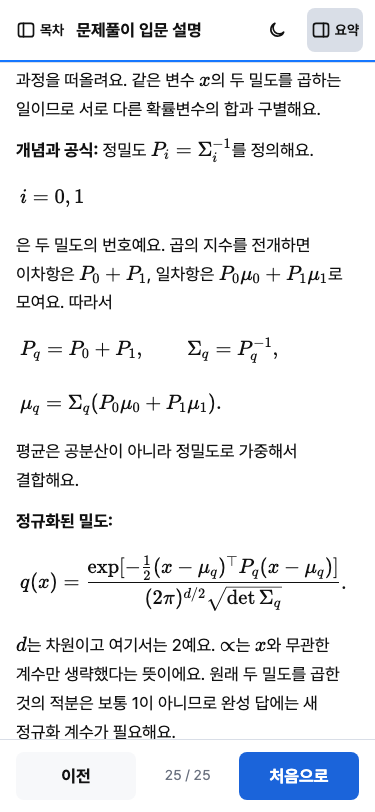 목차 문제풀이 입문 설명 요약
과정을 떠올려요. 같은 변수 x의 두 밀도를 곱하는
일이므로 서로 다른 확률변수의 합과 구별해요.
개념과 공식: 정밀도 P_i = Σ_i^{-1}를 정의해요.
i = 0, 1
은 두 밀도의 번호예요. 곱의 지수를 전개하면
이차항은 P_0 + P_1, 일차항은 P_0μ_0 + P_1μ_1로
모여요. 따라서
P_q = P_0 + P_1, Σ_q = P_q^{-1},
μ_q = Σ_q(P_0μ_0 + P_1μ_1).
평균은 공분산이 아니라 정밀도로 가중해서
결합해요.
정규화된 밀도:
q(x) = \frac{exp[-\frac{1}{2}(x − μ_q)^⊤P_q(x − μ_q)]}{(2π)^{d/2}\sqrt{det Σ_q}}.
d는 차원이고 여기서는 2예요. ∝는 x와 무관한
계수만 생략했다는 뜻이에요. 원래 두 밀도를 곱한
것의 적분은 보통 1이 아니므로 완성 답에는 새
정규화 계수가 필요해요.
이전 25 / 25 처음으로